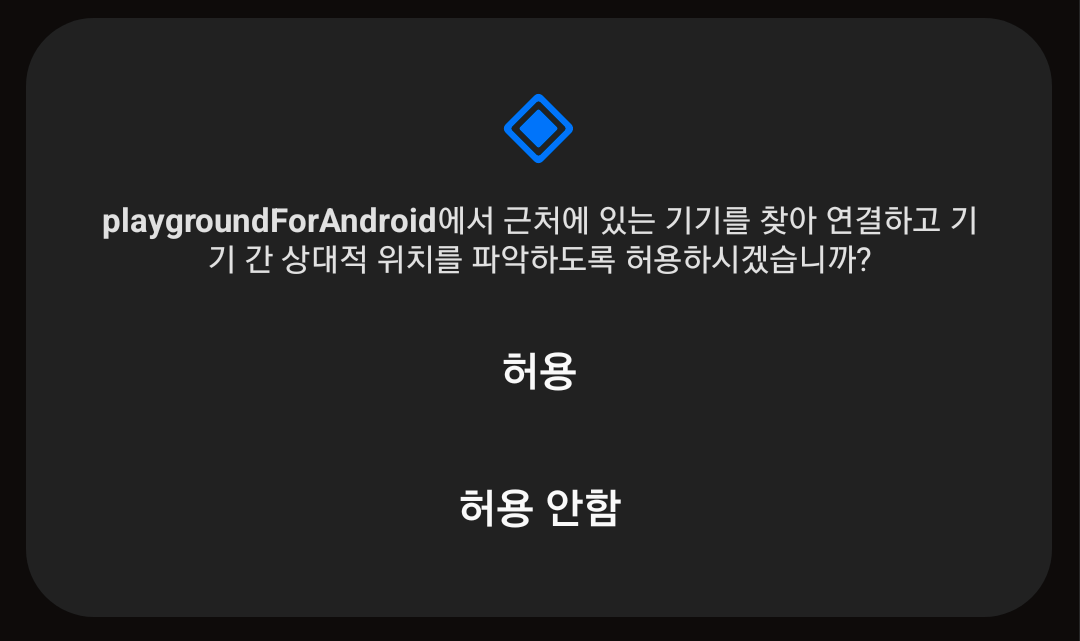 playgroundForAndroid에서 근처에 있는 기기를 찾아 연결하고 기
기 간 상대적 위치를 파악하도록 허용하시겠습니까?
허용
허용 안함